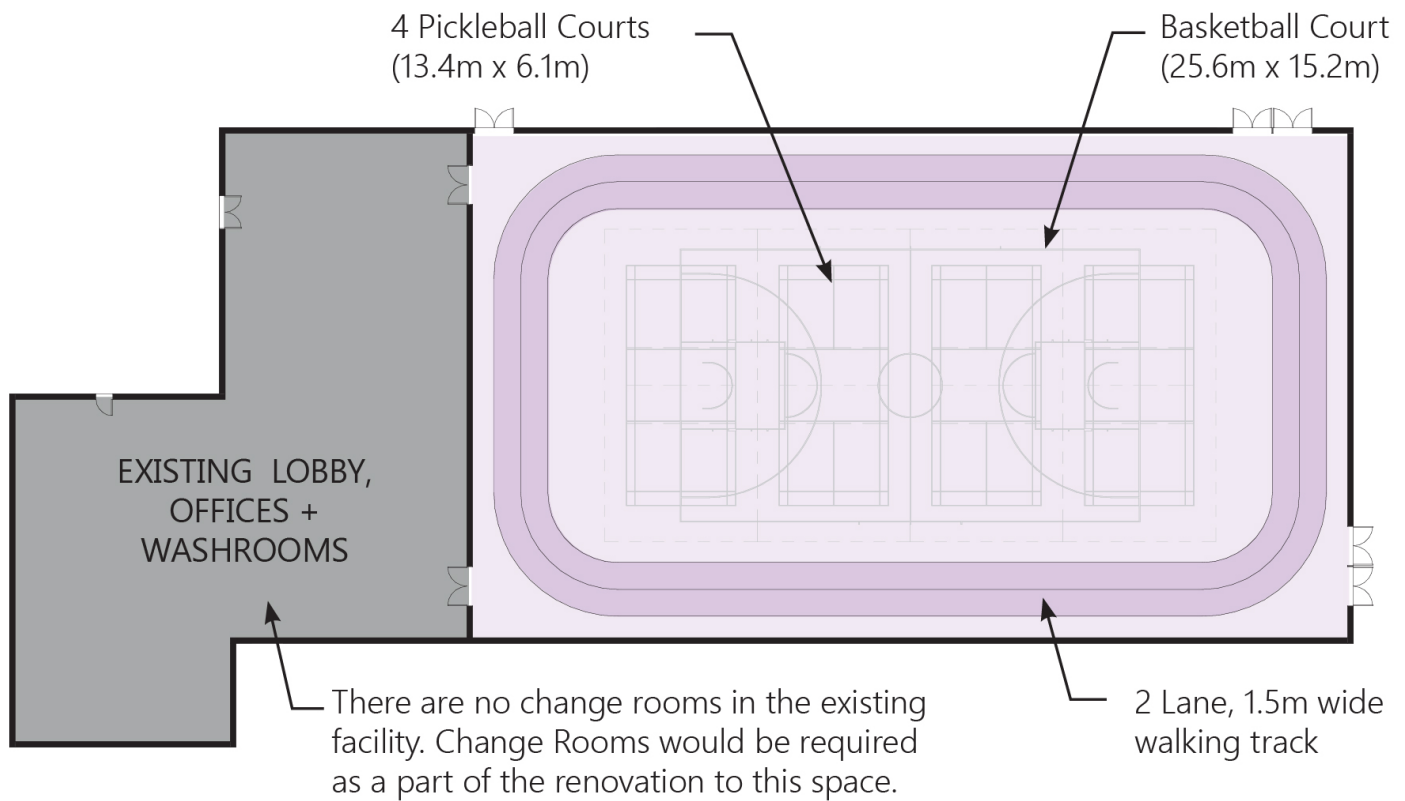 4 Pickleball Courts
(13.4m x 6.1m)
Basketball Court
(25.6m x 15.2m)
EXISTING LOBBY,
OFFICES +
WASHROOMS
There are no change rooms in the existing
facility. Change Rooms would be required
as a part of the renovation to this space.
2 Lane, 1.5m wide
walking track